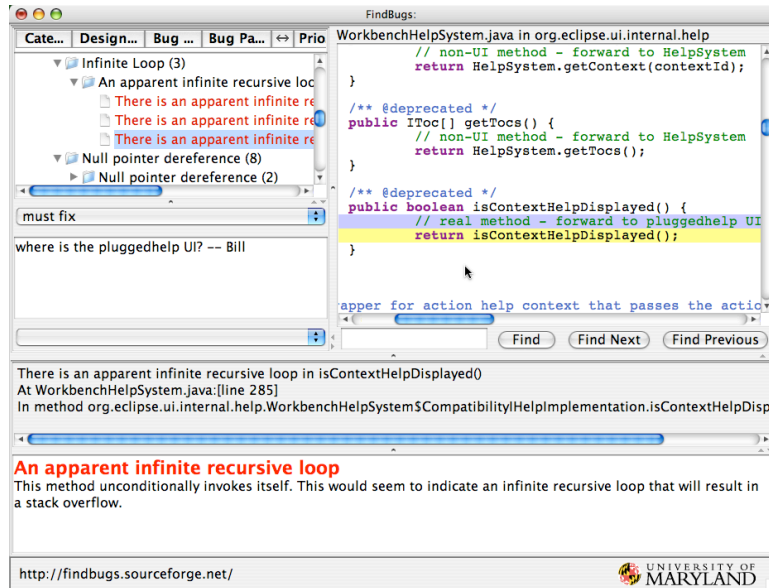 FindBugs:
Cate... Design... Bug ... Bug Pa... ↔ Prio
Infinite Loop (3)
An apparent infinite recursive loc
There is an apparent infinite re
There is an apparent infinite re
There is an apparent infinite re
Null pointer dereference (8)
Null pointer dereference (2)
must fix
where is the pluggedhelp UI? -- Bill
WorkbenchHelpSystem.java in org.eclipse.ui.internal.help
// non-UI method - forward to HelpSystem
return HelpSystem.getContext(contextId);
}
/** @deprecated */
public IToc[] getTocs() {
// non-UI method - forward to HelpSystem
return HelpSystem.getTocs();
}
/** @deprecated */
public boolean isContextHelpDisplayed() {
// real method - forward to pluggedhelp UI
return isContextHelpDisplayed();
}
apper for action help context that passes the actic
Find Find Next Find Previous
There is an apparent infinite recursive loop in isContextHelpDisplayed()
At WorkbenchHelpSystem.java:[line 285]
In method org.eclipse.ui.internal.help.WorkbenchHelpSystem$CompatibilityIHelpImplementation.isContextHelpDisp
An apparent infinite recursive loop
This method unconditionally invokes itself. This would seem to indicate an infinite recursive loop that will result in
a stack overflow.
http://findbugs.sourceforge.net/
UNIVERSITY OF
MARYLAND